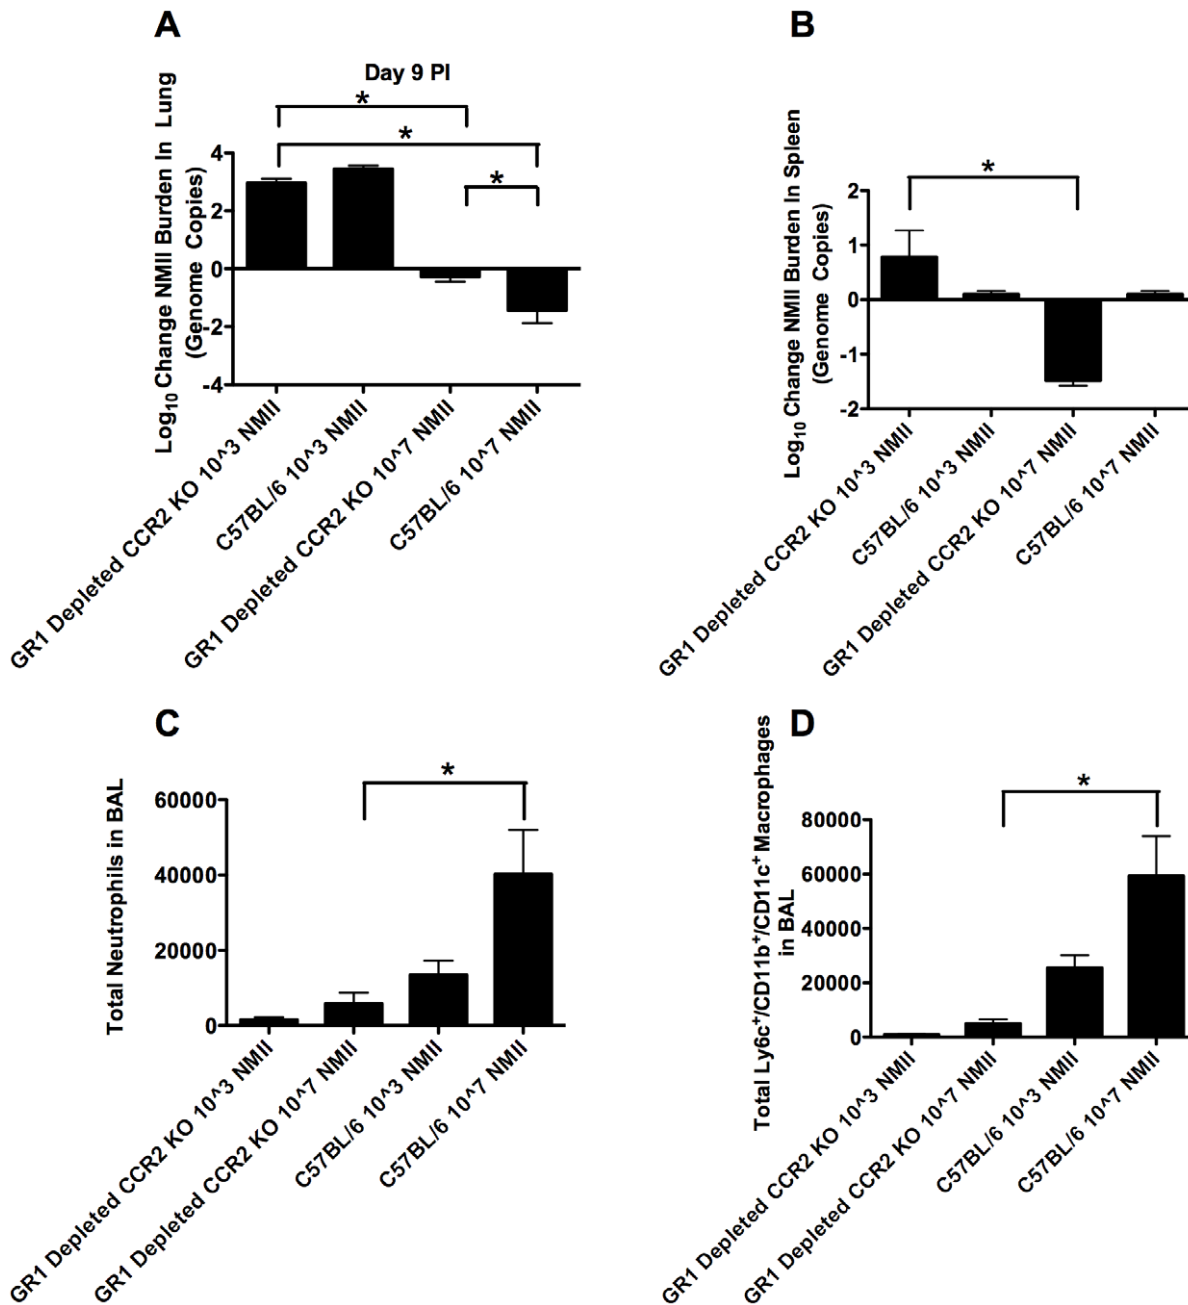 A
Day 9 PI
*
*
*
Log10 Change NMII Burden In Lung
(Genome Copies)
4
2
0
-2
-4
GR1 Depleted CCR2 KO 10^3 NMII
C57BL/6 10^3 NMII
GR1 Depleted CCR2 KO 10^7 NMII
C57BL/6 10^7 NMII
B
*
Log10 Change NMII Burden In Spleen
(Genome Copies)
2
1
0
-1
-2
GR1 Depleted CCR2 KO 10^3 NMII
C57BL/6 10^3 NMII
GR1 Depleted CCR2 KO 10^7 NMII
C57BL/6 10^7 NMII
C
*
Total Neutrophils in BAL
60000
40000
20000
0
GR1 Depleted CCR2 KO 10^3 NMII
GR1 Depleted CCR2 KO 10^7 NMII
C57BL/6 10^3 NMII
C57BL/6 10^7 NMII
D
*
Total Ly6c+/CD11b+/CD11c+ Macrophages
in BAL
80000
60000
40000
20000
0
GR1 Depleted CCR2 KO 10^3 NMII
GR1 Depleted CCR2 KO 10^7 NMII
C57BL/6 10^3 NMII
C57BL/6 10^7 NMII